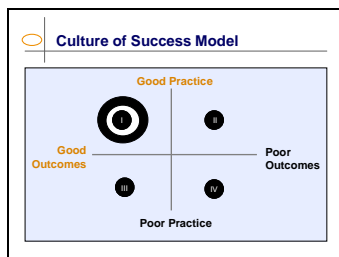 Culture of Success Model
Good Practice
I
II
Good
Outcomes
Poor
Outcomes
III
IV
Poor Practice